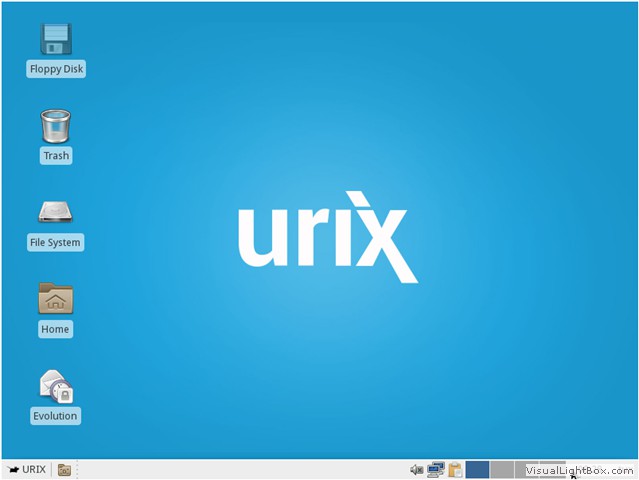 Floppy Disk
Trash
File System
Home
Evolution
urix
URIX
VisualLightBox.com